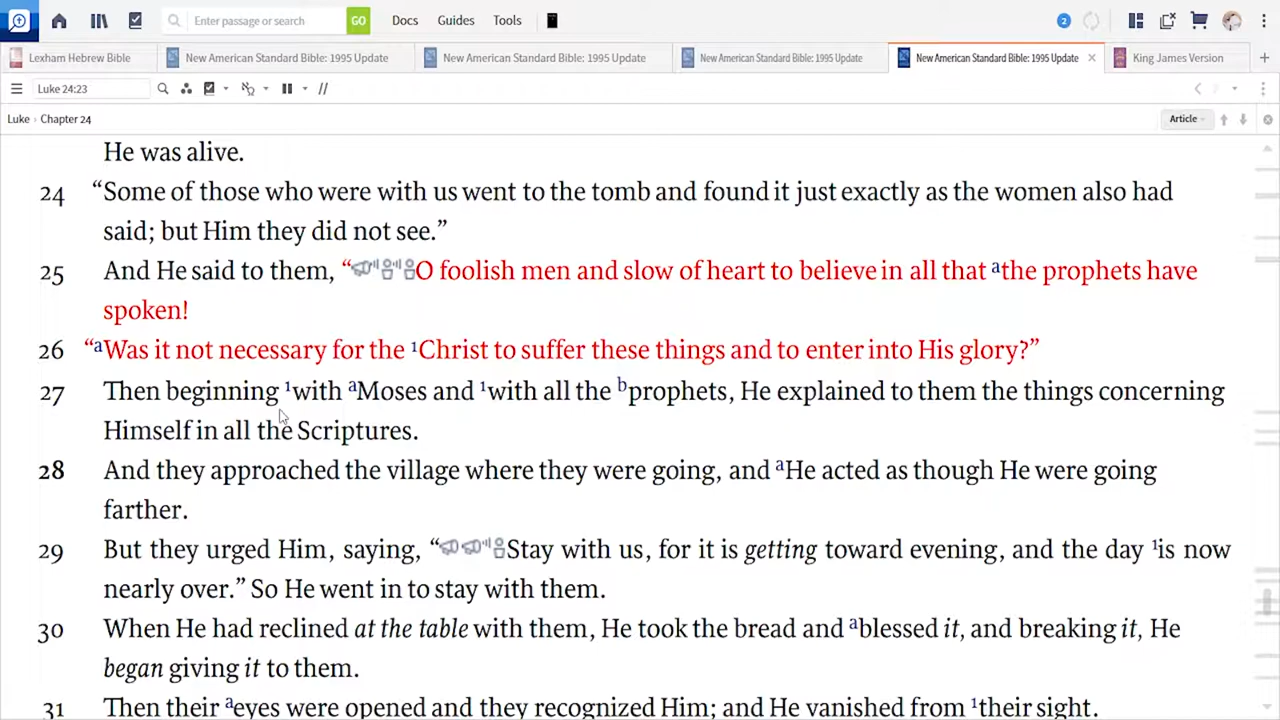 Enter passage or search GO Docs Guides Tools 2
Lexham Hebrew Bible New American Standard Bible: 1995 Update New American Standard Bible: 1995 Update New American Standard Bible: 1995 Update New American Standard Bible: 1995 Update King James Version
Luke 24:23
Luke › Chapter 24 Article
He was alive.
24 “Some of those who were with us went to the tomb and found it just exactly as the women also had
said; but Him they did not see.”
25 And He said to them, “O foolish men and slow of heart to believe in all that ᵃthe prophets have
spoken!
26 “ᵃWas it not necessary for the ¹Christ to suffer these things and to enter into His glory?”
27 Then beginning ¹with ᵃMoses and ¹with all the ᵇprophets, He explained to them the things concerning
Himself in all the Scriptures.
28 And they approached the village where they were going, and ᵃHe acted as though He were going
farther.
29 But they urged Him, saying, “Stay with us, for it is getting toward evening, and the day ¹is now
nearly over.” So He went in to stay with them.
30 When He had reclined at the table with them, He took the bread and ᵃblessed it, and breaking it, He
began giving it to them.
31 Then their ᵃeyes were opened and they recognized Him; and He vanished from ¹their sight.